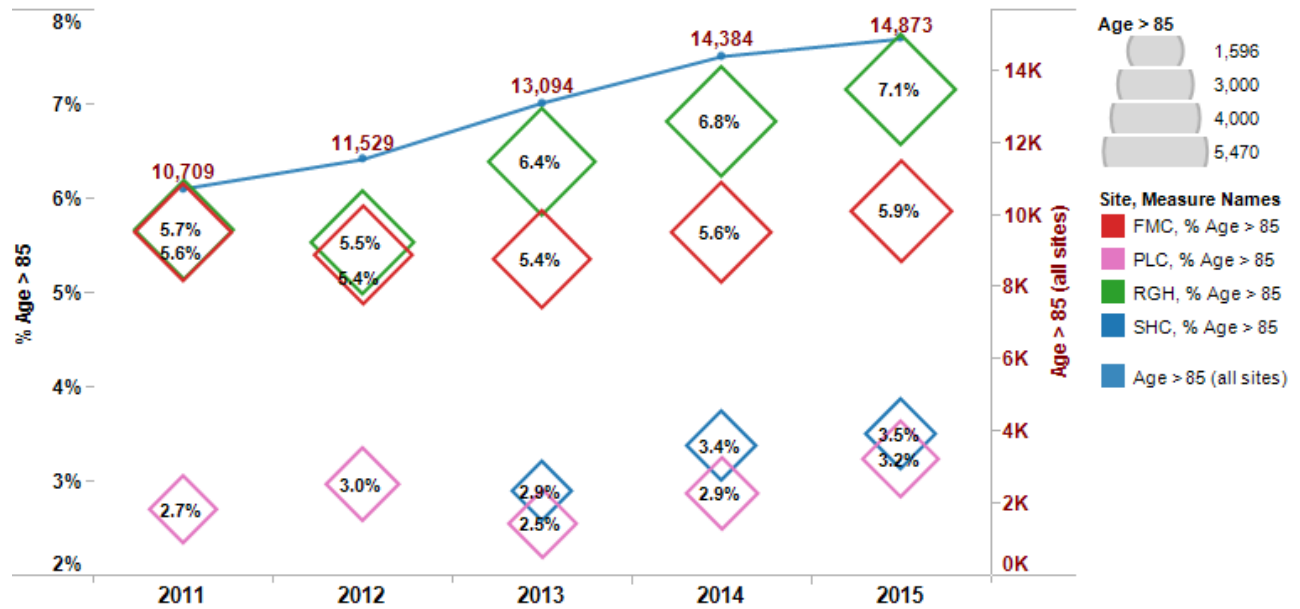 8%
7%
6%
5%
4%
3%
2%
% Age > 85
10,709
11,529
13,094
14,384
14,873
5.7%
5.6%
5.5%
5.4%
6.4%
5.4%
6.8%
5.6%
7.1%
5.9%
2.7%
3.0%
2.9%
2.5%
3.4%
2.9%
3.5%
3.2%
2011
2012
2013
2014
2015
14K
12K
10K
8K
6K
4K
2K
0K
Age > 85 (all sites)
Age > 85
1,596
3,000
4,000
5,470
Site, Measure Names
FMC, % Age > 85
PLC, % Age > 85
RGH, % Age > 85
SHC, % Age > 85
Age > 85 (all sites)